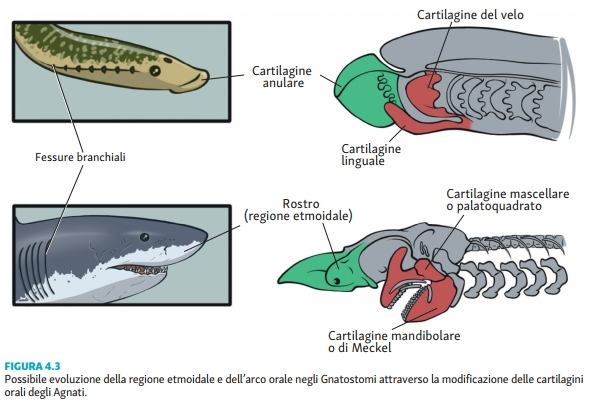 Cartilagine del velo
Cartilagine
anulare
Fessure branchiali
Cartilagine
linguale
Rostro
(regione etmoidale)
Cartilagine mascellare
o palatoquadrato
Cartilagine mandibolare
o di Meckel
FIGURA 4.3
Possibile evoluzione della regione etmoidale e dell'arco orale negli Gnatostomi attraverso la modificazione delle cartilagini
orali degli Agnati.